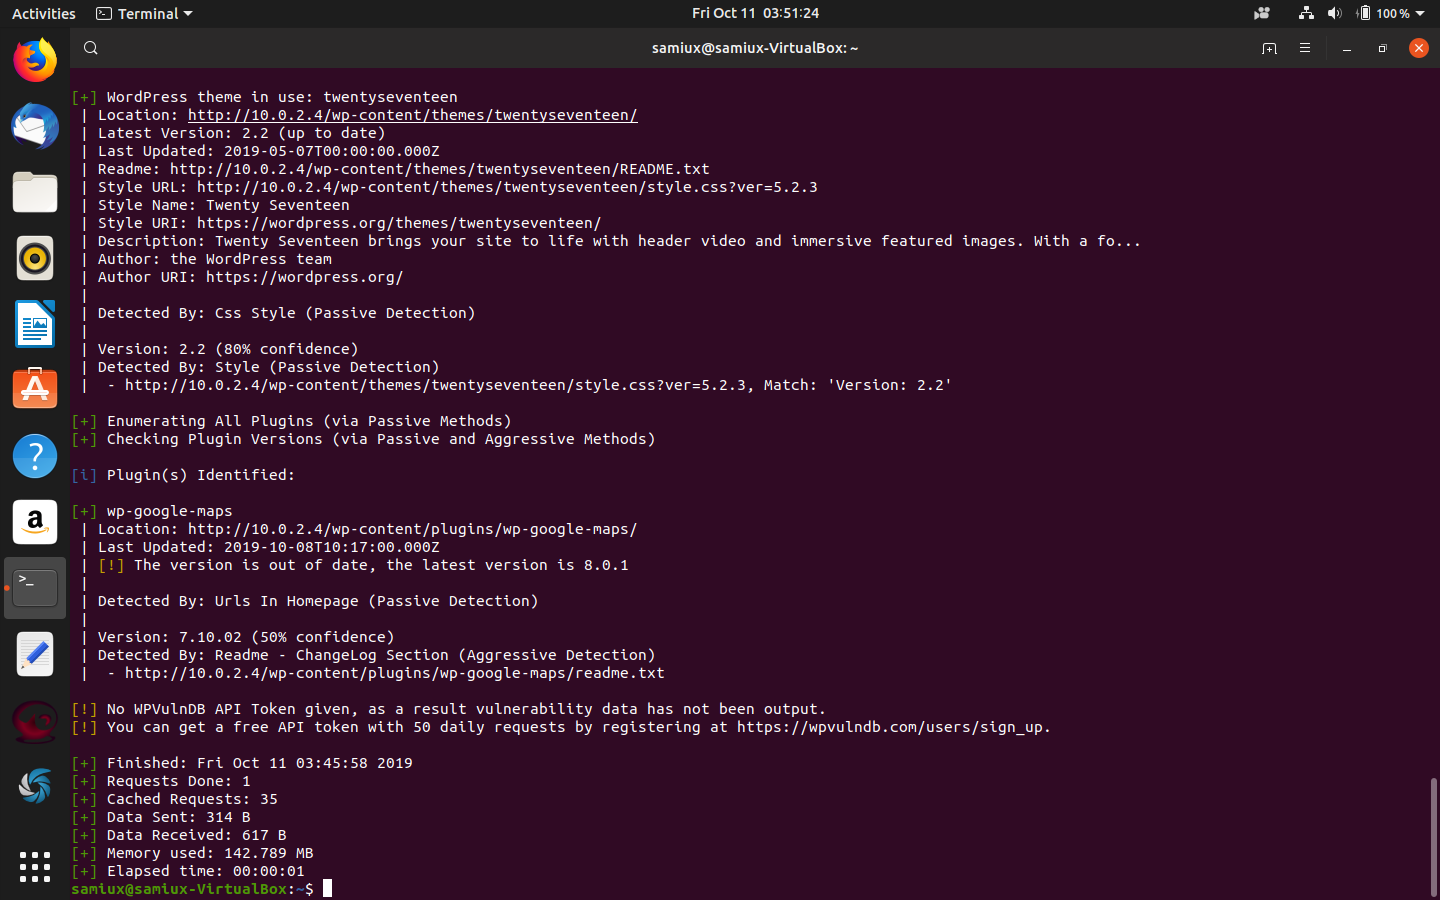 Activities Terminal Fri Oct 11 03:51:24 100 %
samiux@samiux-VirtualBox: ~
[+] WordPress theme in use: twentyseventeen
| Location: http://10.0.2.4/wp-content/themes/twentyseventeen/
| Latest Version: 2.2 (up to date)
| Last Updated: 2019-05-07T00:00:00.000Z
| Readme: http://10.0.2.4/wp-content/themes/twentyseventeen/README.txt
| Style URL: http://10.0.2.4/wp-content/themes/twentyseventeen/style.css?ver=5.2.3
| Style Name: Twenty Seventeen
| Style URI: https://wordpress.org/themes/twentyseventeen/
| Description: Twenty Seventeen brings your site to life with header video and immersive featured images. With a fo...
| Author: the WordPress team
| Author URI: https://wordpress.org/
|
| Detected By: Css Style (Passive Detection)
|
| Version: 2.2 (80% confidence)
| Detected By: Style (Passive Detection)
|  - http://10.0.2.4/wp-content/themes/twentyseventeen/style.css?ver=5.2.3, Match: 'Version: 2.2'
[+] Enumerating All Plugins (via Passive Methods)
[+] Checking Plugin Versions (via Passive and Aggressive Methods)
[i] Plugin(s) Identified:
[+] wp-google-maps
| Location: http://10.0.2.4/wp-content/plugins/wp-google-maps/
| Last Updated: 2019-10-08T10:17:00.000Z
| [!] The version is out of date, the latest version is 8.0.1
|
| Detected By: Urls In Homepage (Passive Detection)
|
| Version: 7.10.02 (50% confidence)
| Detected By: Readme - ChangeLog Section (Aggressive Detection)
|  - http://10.0.2.4/wp-content/plugins/wp-google-maps/readme.txt
[!] No WPVulnDB API Token given, as a result vulnerability data has not been output.
[!] You can get a free API token with 50 daily requests by registering at https://wpvulndb.com/users/sign_up.
[+] Finished: Fri Oct 11 03:45:58 2019
[+] Requests Done: 1
[+] Cached Requests: 35
[+] Data Sent: 314 B
[+] Data Received: 617 B
[+] Memory used: 142.789 MB
[+] Elapsed time: 00:00:01
samiux@samiux-VirtualBox:~$